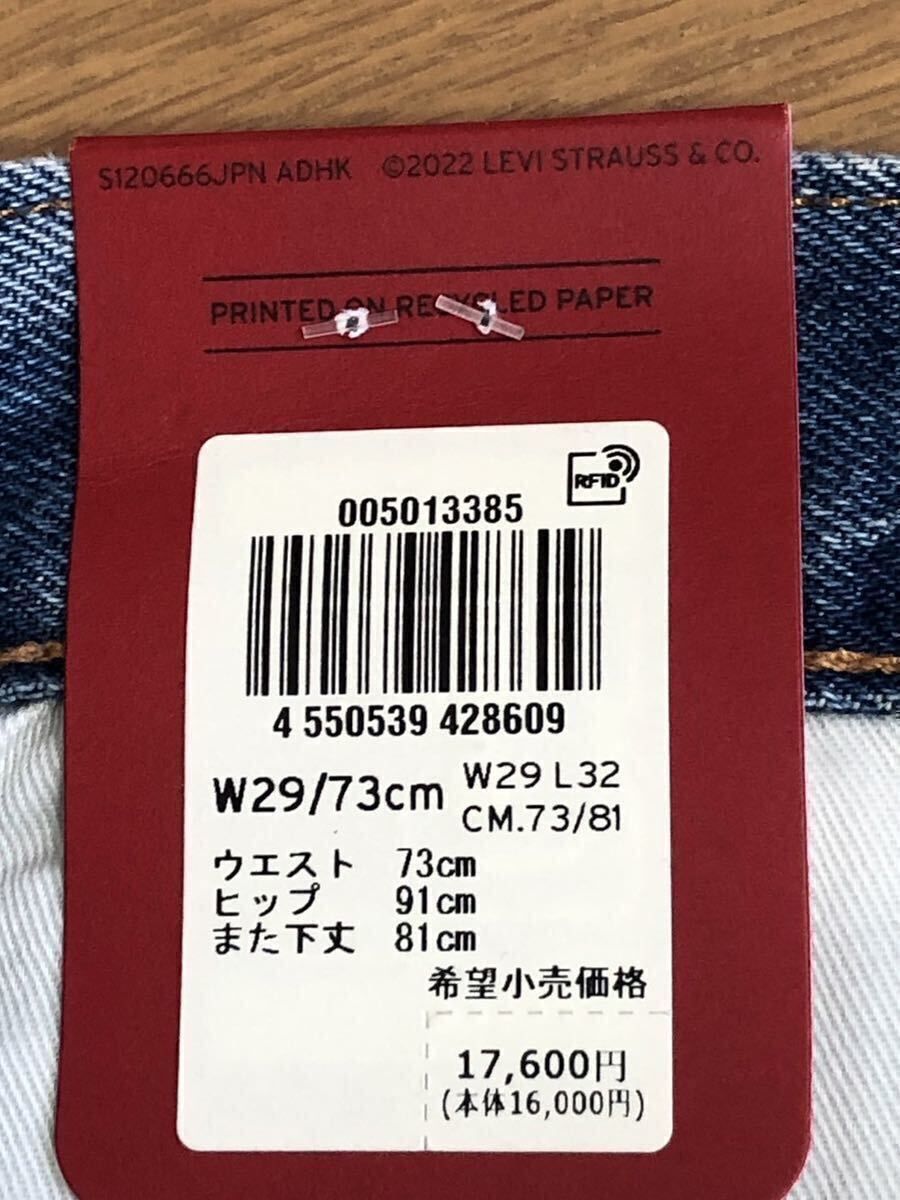 S120666JPN ADHK ©2022 LEVI STRAUSS & CO.
PRINTED ON RECYCLED PAPER
RFID
005013385
4 550539 428609
W29/73cm
W29 L32
CM.73/81
ウエスト 73cm
ヒップ 91cm
また下丈 81cm
希望小売価格
17,600円
(本体16,000円)